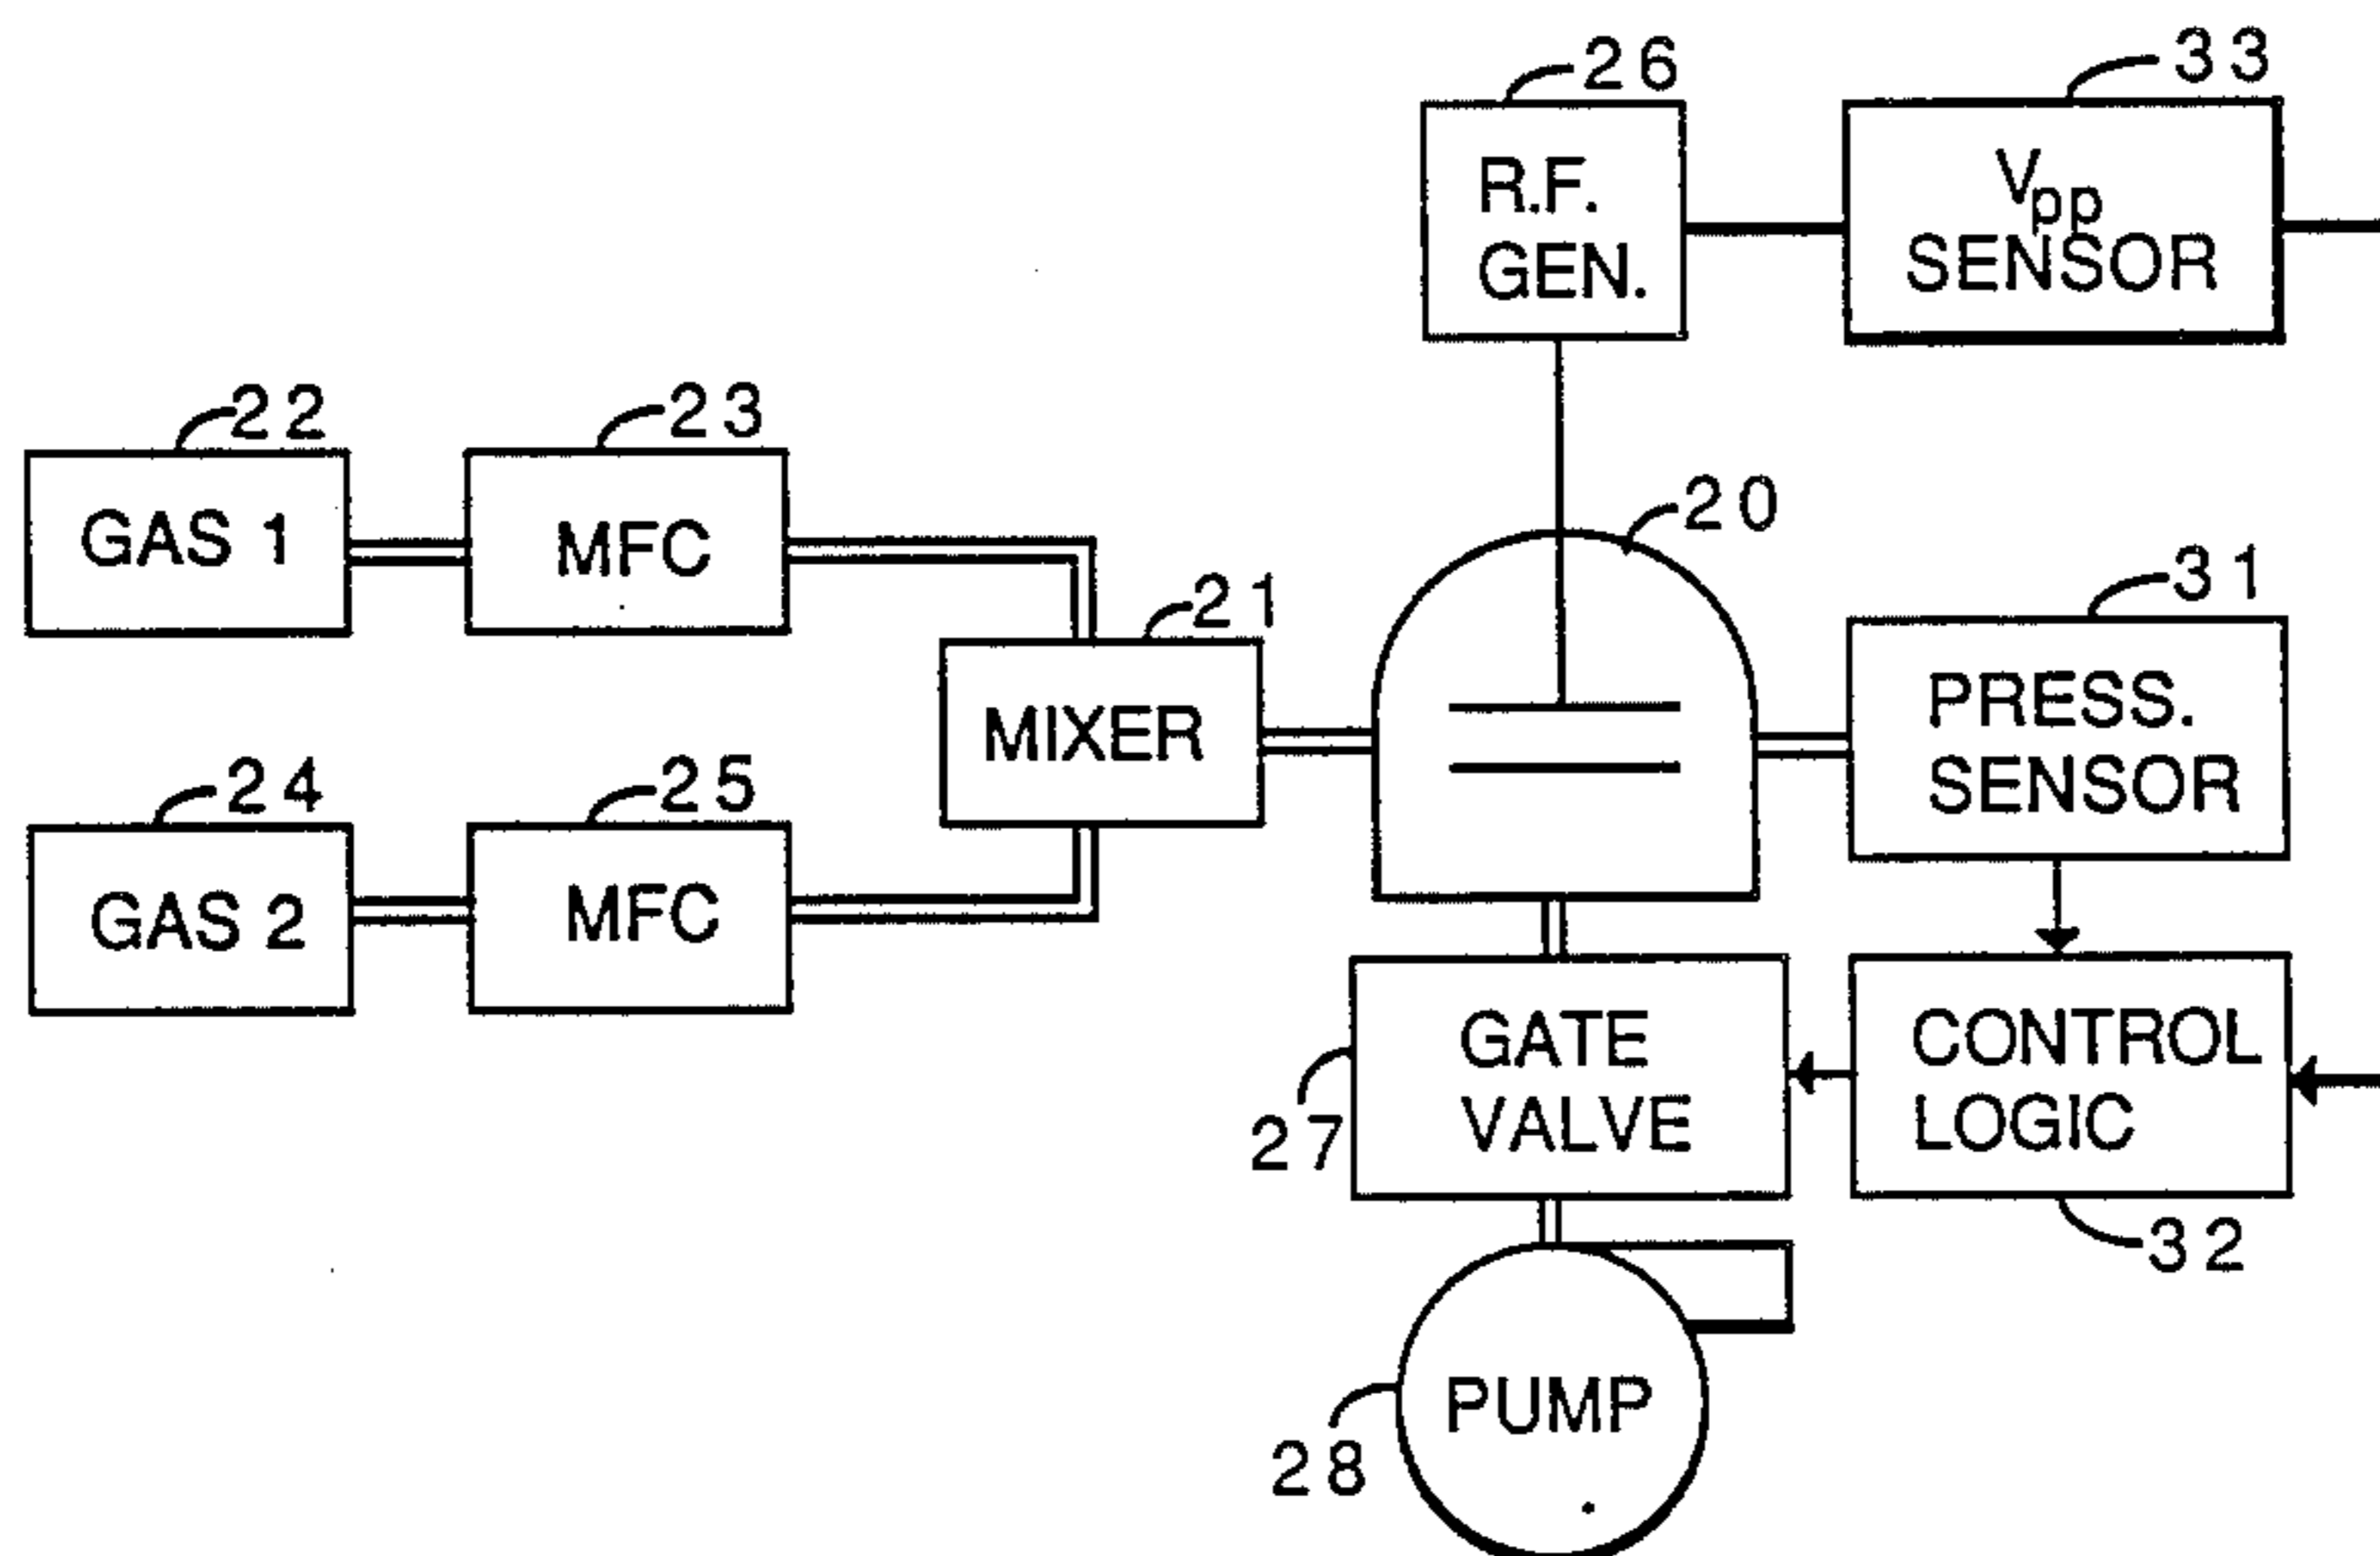 26
33
R.F.
GEN.
Vpp
SENSOR
22
23
GAS 1
MFC
20
21
31
MIXER
PRESS.
SENSOR
24
25
GAS 2
MFC
GATE
VALVE
CONTROL
LOGIC
27
32
PUMP
28